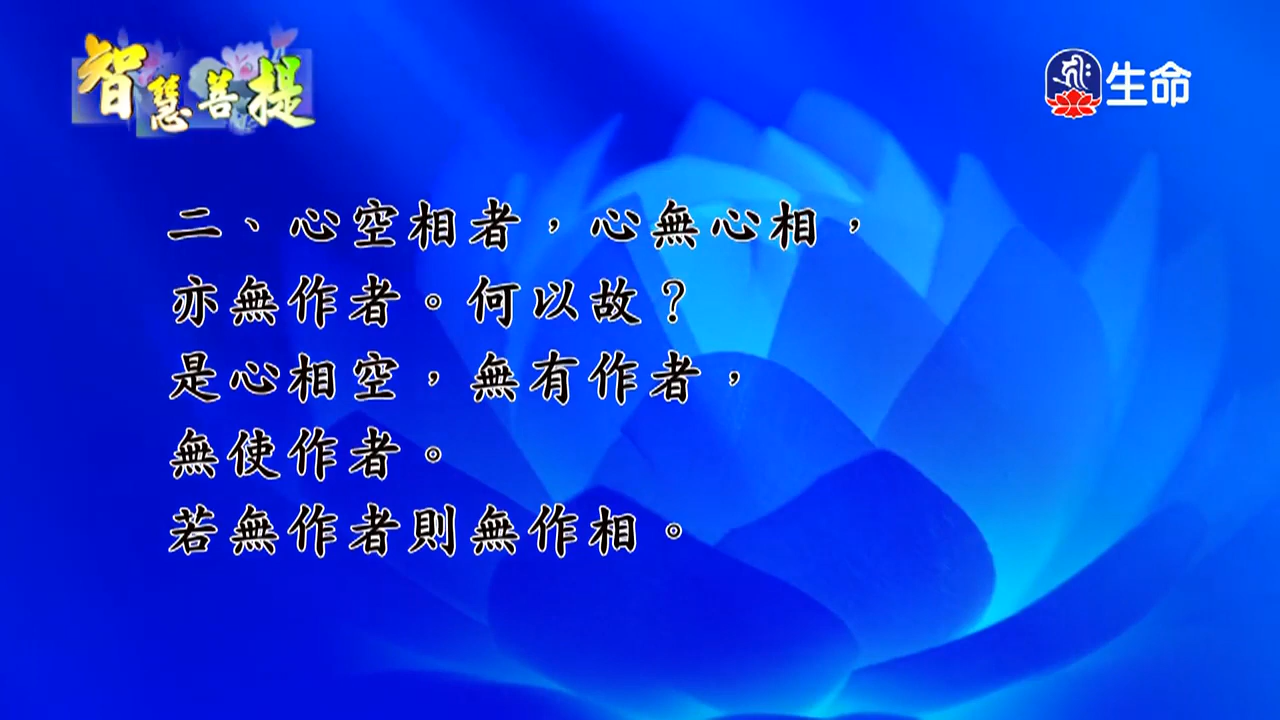 智慧菩提
生命
二、心空相者，心無心相，
亦無作者。何以故？
是心相空，無有作者，
無使作者。
若無作者則無作相。